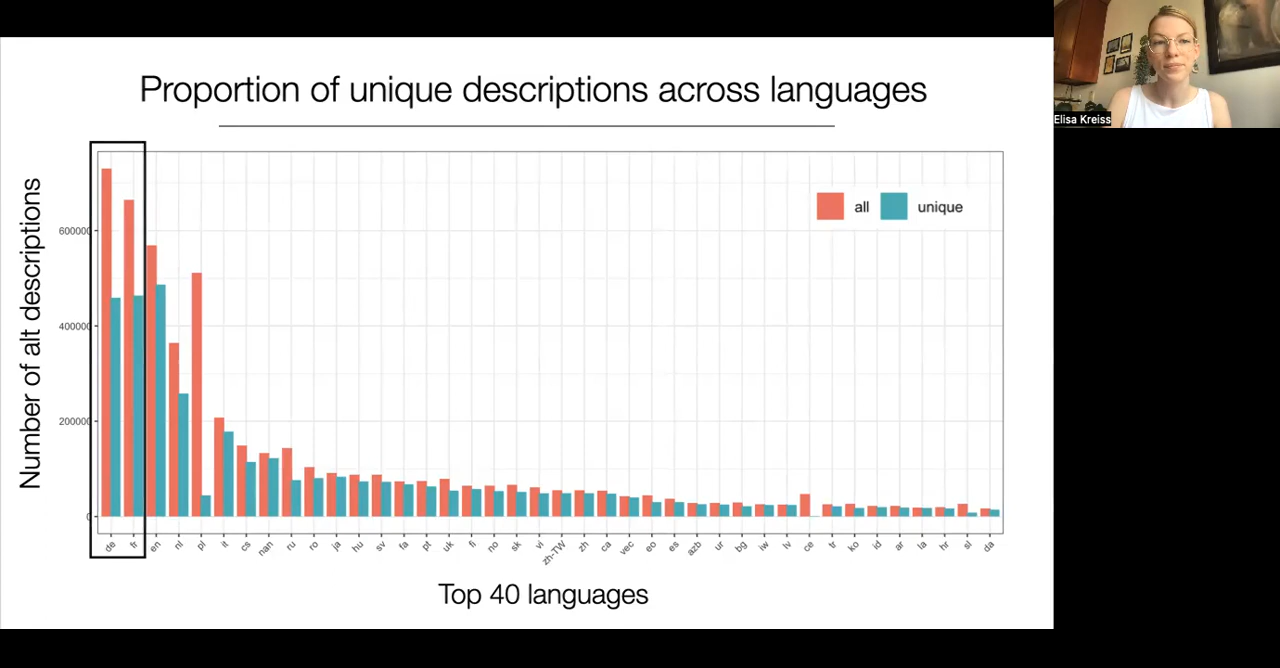 Proportion of unique descriptions across languages
Elisa Kreiss
Number of alt descriptions
600000
400000
200000
0
all
unique
de
fr
en
nl
pl
it
cs
nan
ru
ro
ja
hu
sv
fa
pt
uk
fi
no
sk
vi
zh-TW
zh
ca
vec
eo
es
azb
ur
bg
iw
lv
ce
tr
ko
id
ar
la
hr
sl
da
Top 40 languages